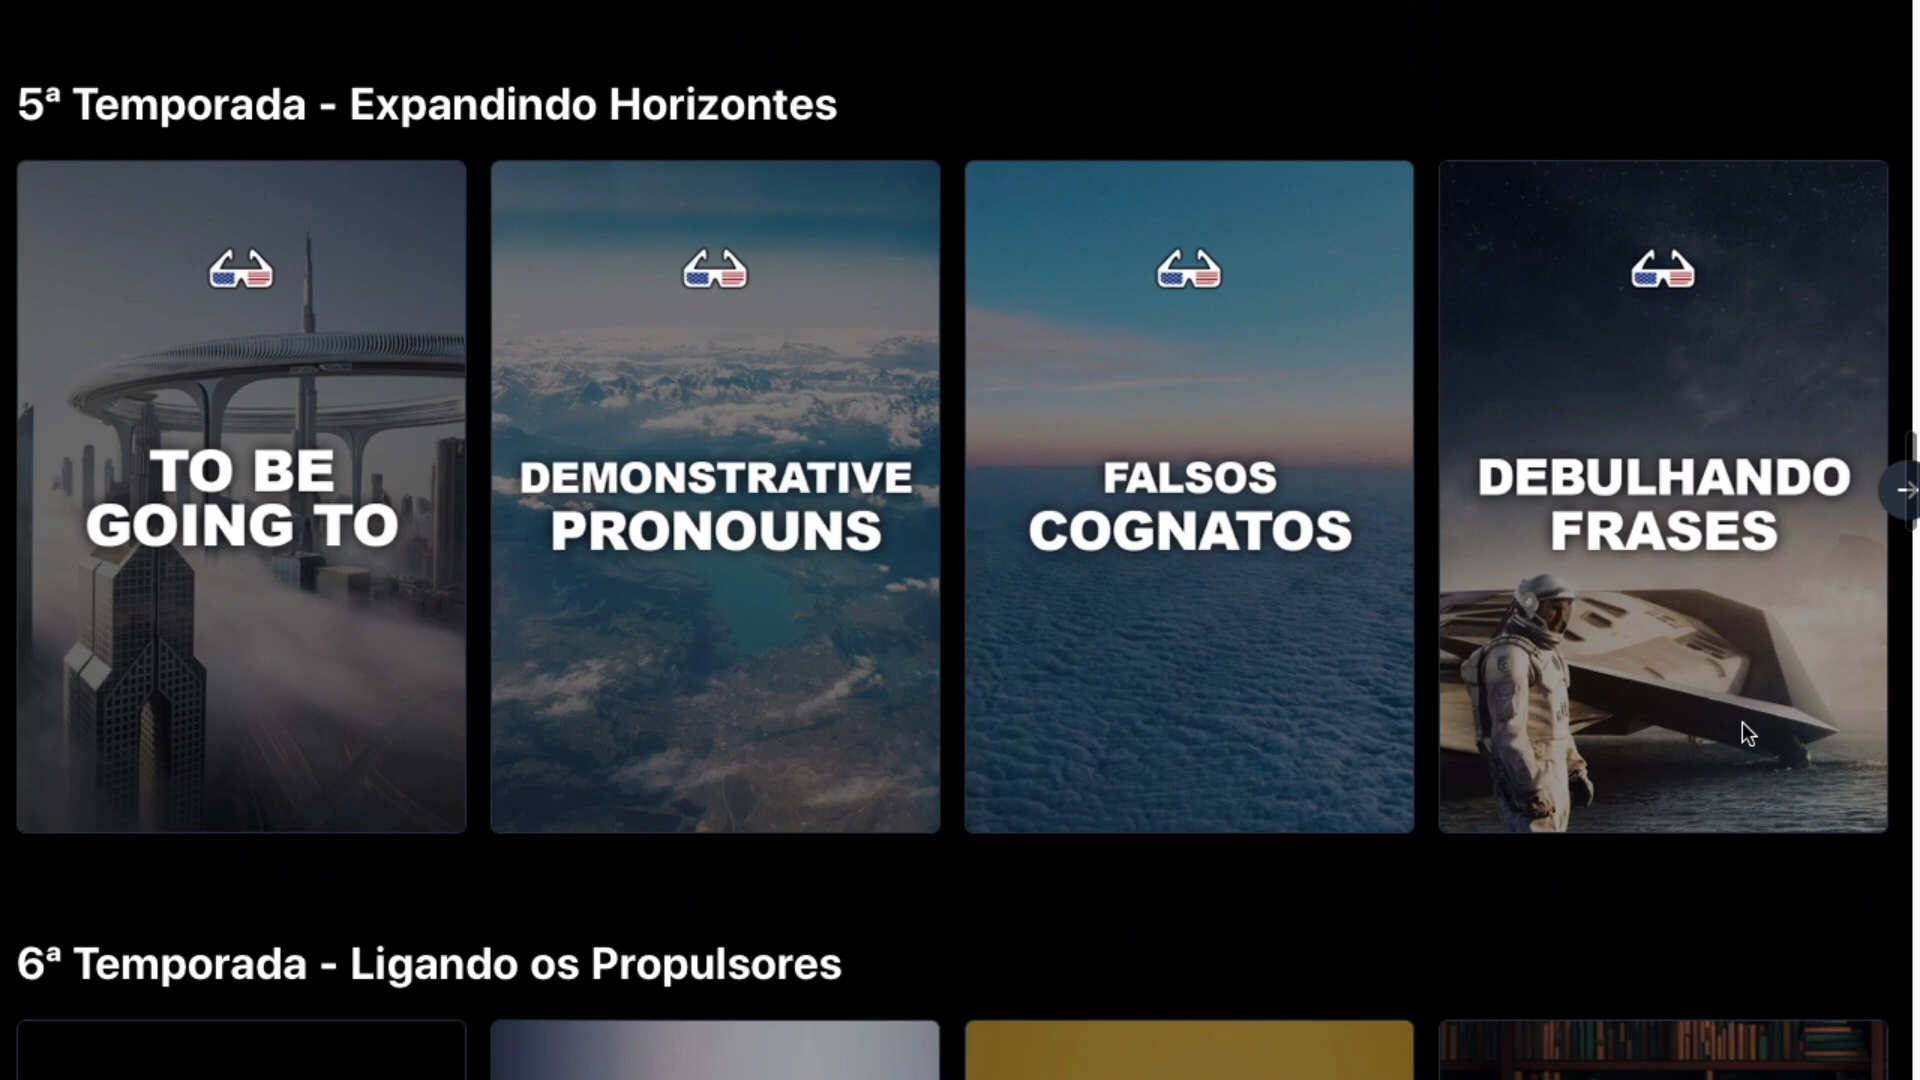 5ª Temporada - Expandindo Horizontes
TO BE
GOING TO
DEMONSTRATIVE
PRONOUNS
FALSOS
COGNATOS
DEBULHANDO
FRASES
6ª Temporada - Ligando os Propulsores